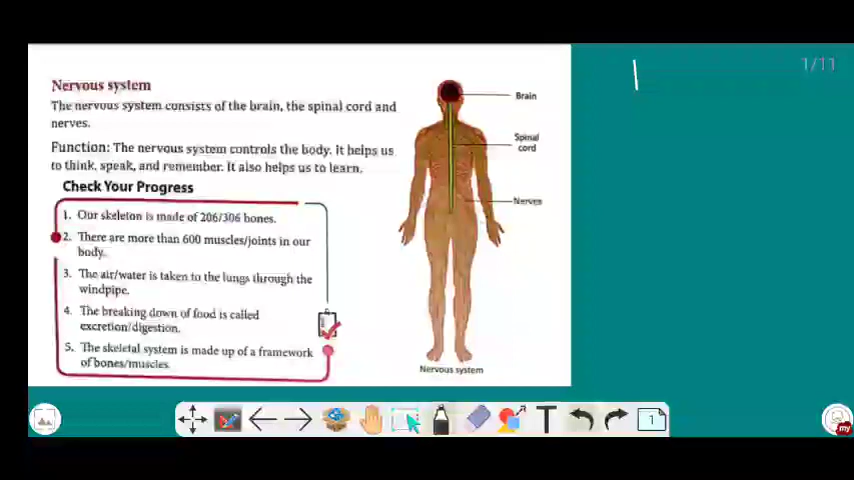 1/11
Nervous system
The nervous system consists of the brain, the spinal cord and
nerves.
Function: The nervous system controls the body. It helps us
to think, speak, and remember. It also helps us to learn.
Check Your Progress
1. Our skeleton is made of 206/306 bones.
2. There are more than 600 muscles/joints in our
body.
3. The air/water is taken to the lungs through the
windpipe.
4. The breaking down of food is called
excretion/digestion.
5. The skeletal system is made up of a framework
of bones/muscles.
Brain
Spinal
cord
Nerves
Nervous system
T
1
my